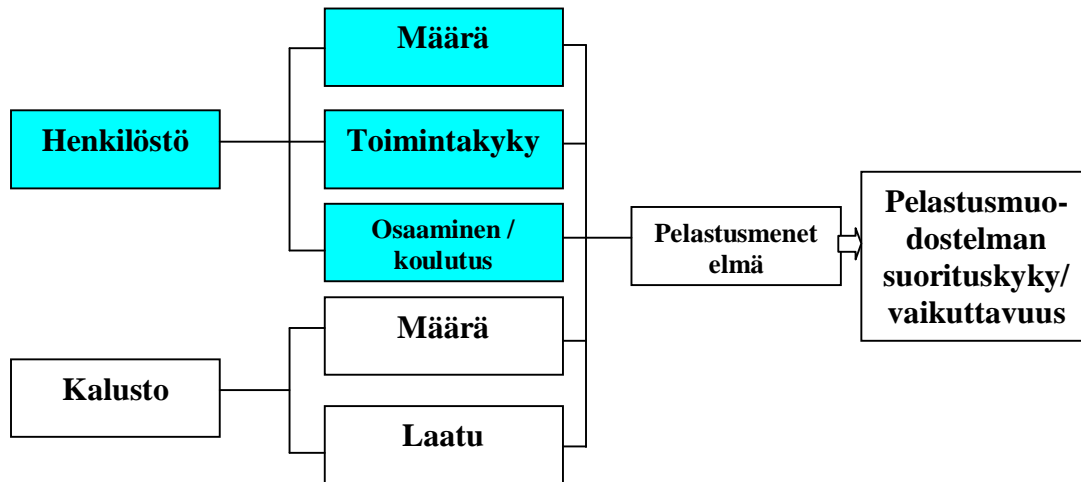 Henkilöstö
Määrä
Toimintakyky
Osaaminen /
koulutus
Kalusto
Määrä
Laatu
Pelastusmenet
elmä
Pelastusmuo-
dostelman
suorituskyky/
vaikuttavuus